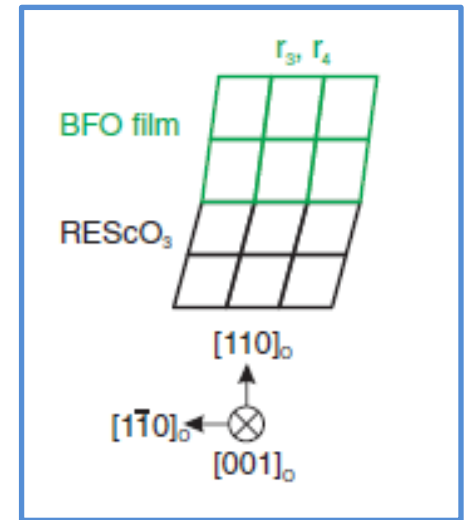 r₃, r₄
BFO film
REScO₃
[110]ₒ
[11̄0]ₒ
[001]ₒ